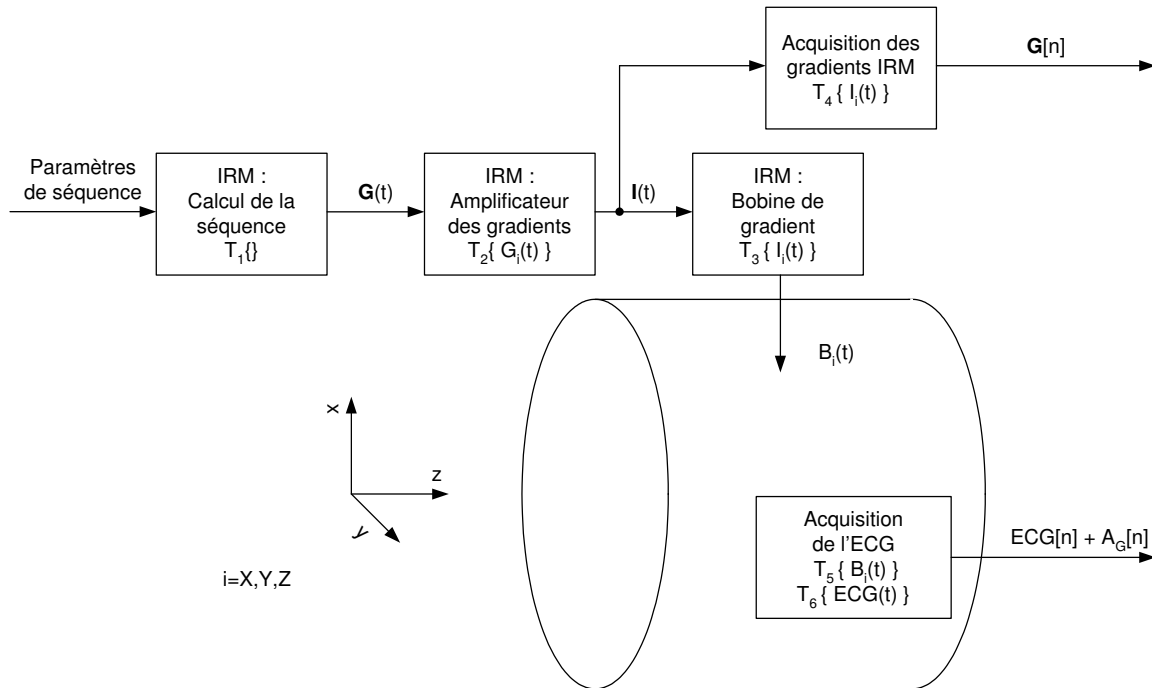 Acquisition des
gradients IRM
T4 { Ii(t) }
G[n]
Paramètres
de séquence
IRM :
Calcul de la
séquence
T1{}
G(t)
IRM :
Amplificateur
des gradients
T2{ Gi(t) }
I(t)
IRM :
Bobine de
gradient
T3 { Ii(t) }
Bi(t)
x
z
y
i=X,Y,Z
Acquisition
de l'ECG
T5 { Bi(t) }
T6 { ECG(t) }
ECG[n] + AG[n]